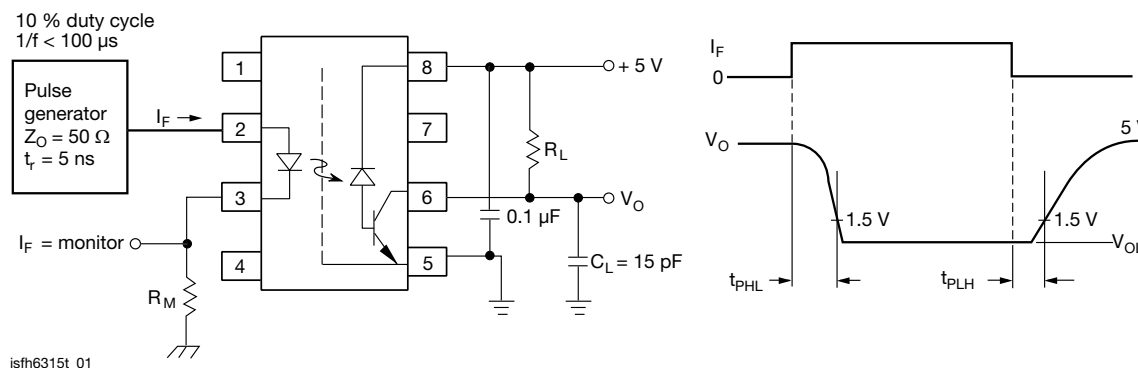 10 % duty cycle
1/f < 100 µs
Pulse
generator
Z_O = 50 Ω
t_r = 5 ns
I_F →
1
2
3
4
8
7
6
5
+ 5 V
R_L
V_O
0.1 µF
C_L = 15 pF
I_F = monitor
R_M
isfh6315t_01
I_F
0
V_O
5 V
1.5 V
1.5 V
V_OL
t_PHL
t_PLH